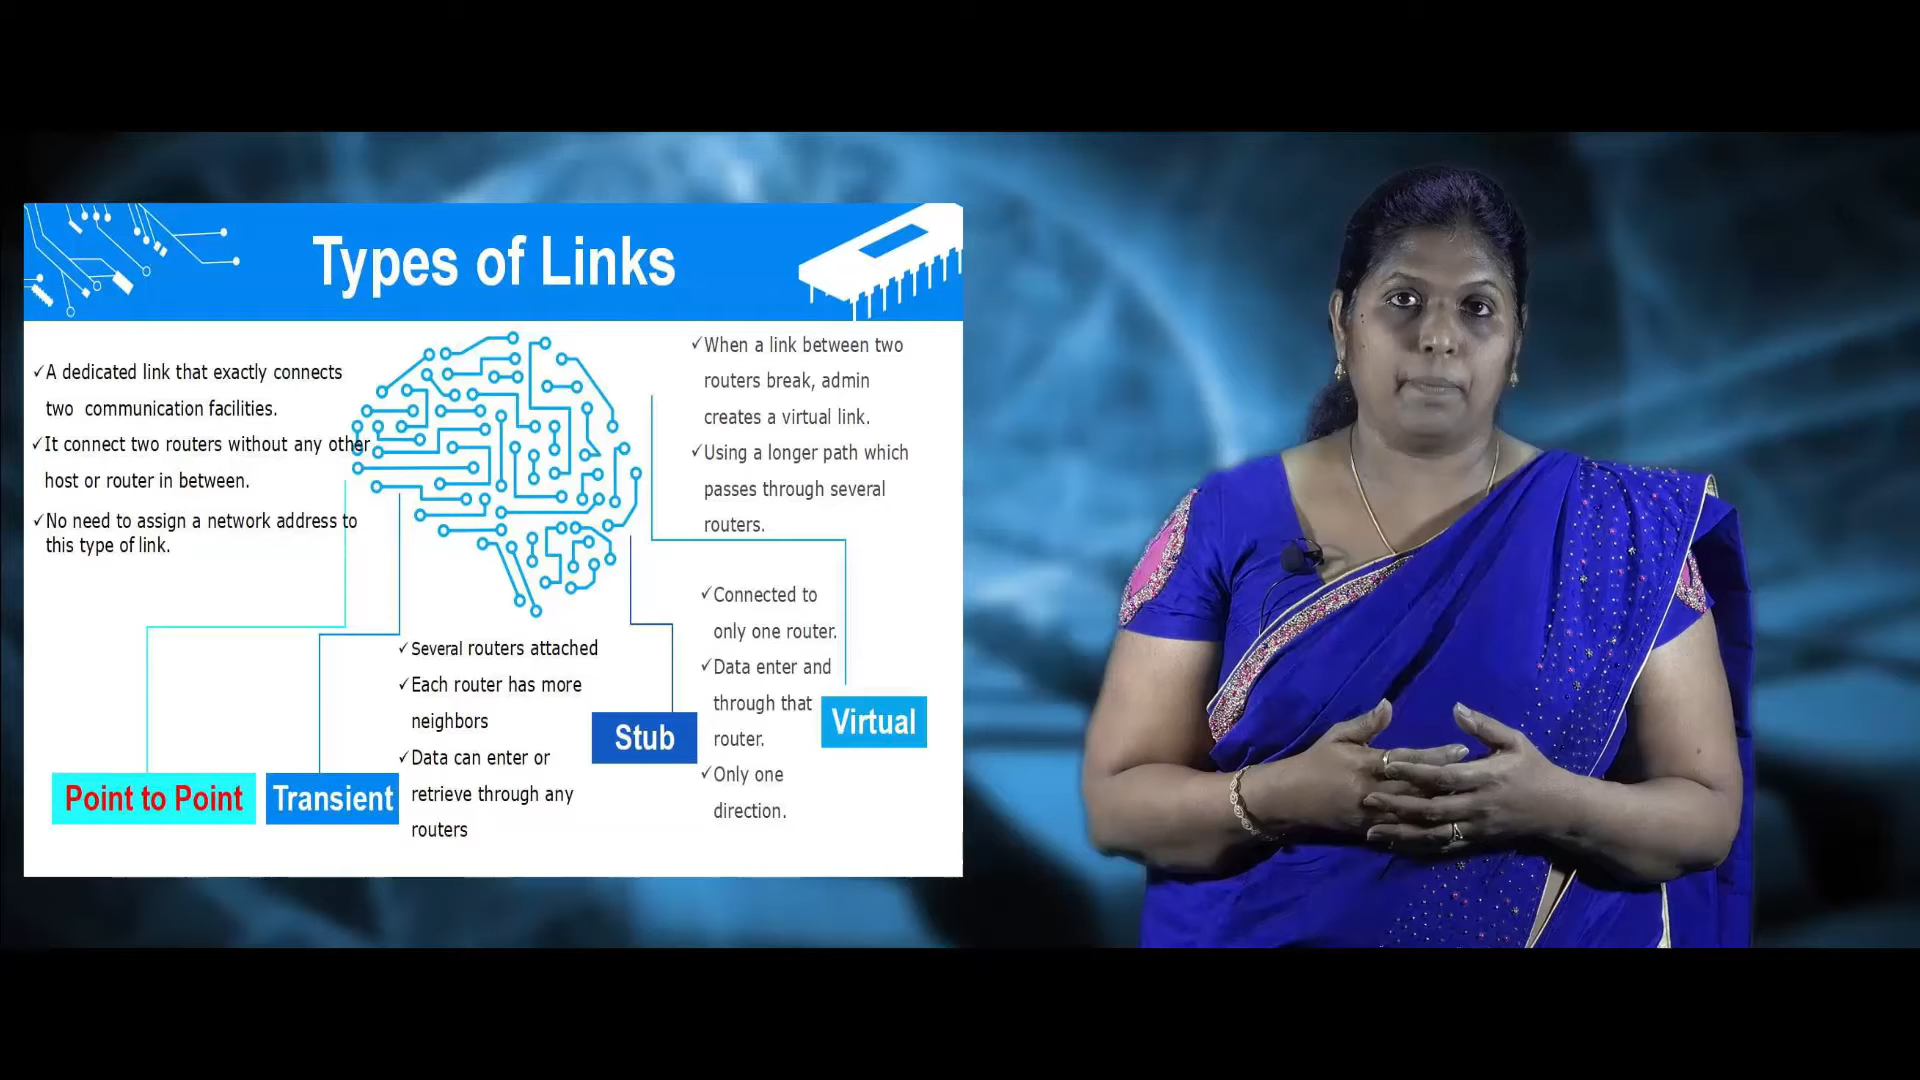 Types of Links
✓A dedicated link that exactly connects
two communication facilities.
✓It connect two routers without any other
host or router in between.
✓No need to assign a network address to
this type of link.
Point to Point
Transient
✓Several routers attached
✓Each router has more
neighbors
✓Data can enter or
retrieve through any
routers
Stub
✓Connected to
only one router.
✓Data enter and
through that
router.
✓Only one
direction.
✓When a link between two
routers break, admin
creates a virtual link.
✓Using a longer path which
passes through several
routers.
Virtual